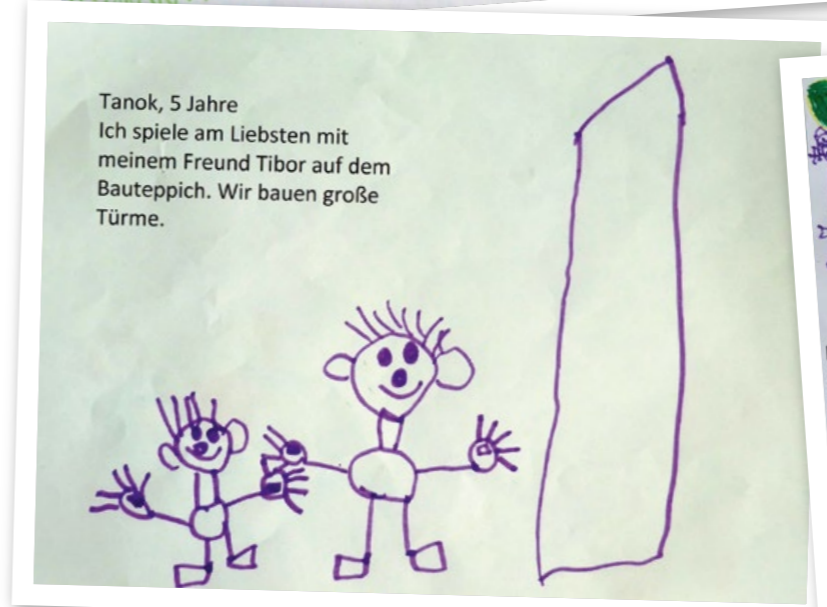 Tanok, 5 Jahre
Ich spiele am Liebsten mit
meinem Freund Tibor auf dem
Bauteppich. Wir bauen große
Türme.